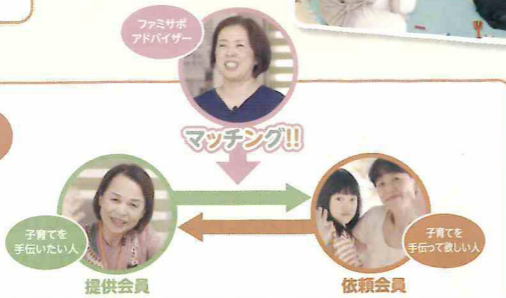 ファミサポ
アドバイザー
マッチング!!
子育てを
手伝いたい人
提供会員
子育てを
手伝って欲しい人
依頼会員